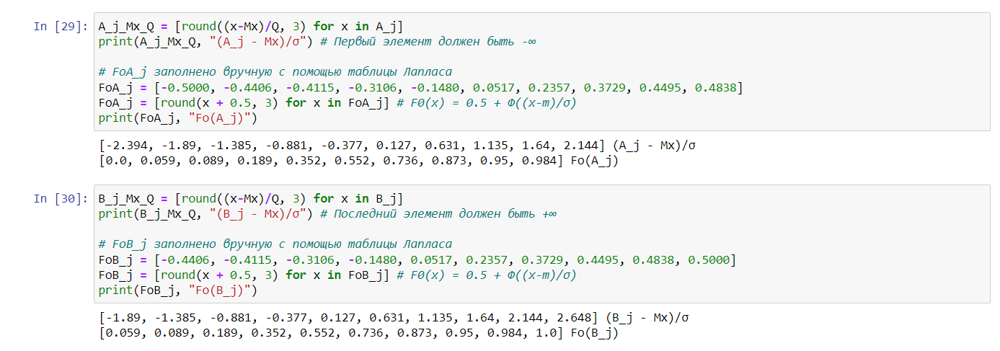 In [29]: A_j_Mx_Q = [round((x-Mx)/Q, 3) for x in A_j]
print(A_j_Mx_Q, "(A_j - Mx)/σ") # Первый элемент должен быть -∞
# FoA_j заполнено вручную с помощью таблицы Лапласа
FoA_j = [-0.5000, -0.4406, -0.4115, -0.3106, -0.1480, 0.0517, 0.2357, 0.3729, 0.4495, 0.4838]
FoA_j = [round(x + 0.5, 3) for x in FoA_j] # F0(x) = 0.5 + Φ((x-m)/σ)
print(FoA_j, "Fo(A_j)")
[-2.394, -1.89, -1.385, -0.881, -0.377, 0.127, 0.631, 1.135, 1.64, 2.144] (A_j - Mx)/σ
[0.0, 0.059, 0.089, 0.189, 0.352, 0.552, 0.736, 0.873, 0.95, 0.984] Fo(A_j)
In [30]: B_j_Mx_Q = [round((x-Mx)/Q, 3) for x in B_j]
print(B_j_Mx_Q, "(B_j - Mx)/σ") # Последний элемент должен быть +∞
# FoB_j заполнено вручную с помощью таблицы Лапласа
FoB_j = [-0.4406, -0.4115, -0.3106, -0.1480, 0.0517, 0.2357, 0.3729, 0.4495, 0.4838, 0.5000]
FoB_j = [round(x + 0.5, 3) for x in FoB_j] # F0(x) = 0.5 + Φ((x-m)/σ)
print(FoB_j, "Fo(B_j)")
[-1.89, -1.385, -0.881, -0.377, 0.127, 0.631, 1.135, 1.64, 2.144, 2.648] (B_j - Mx)/σ
[0.059, 0.089, 0.189, 0.352, 0.552, 0.736, 0.873, 0.95, 0.984, 1.0] Fo(B_j)